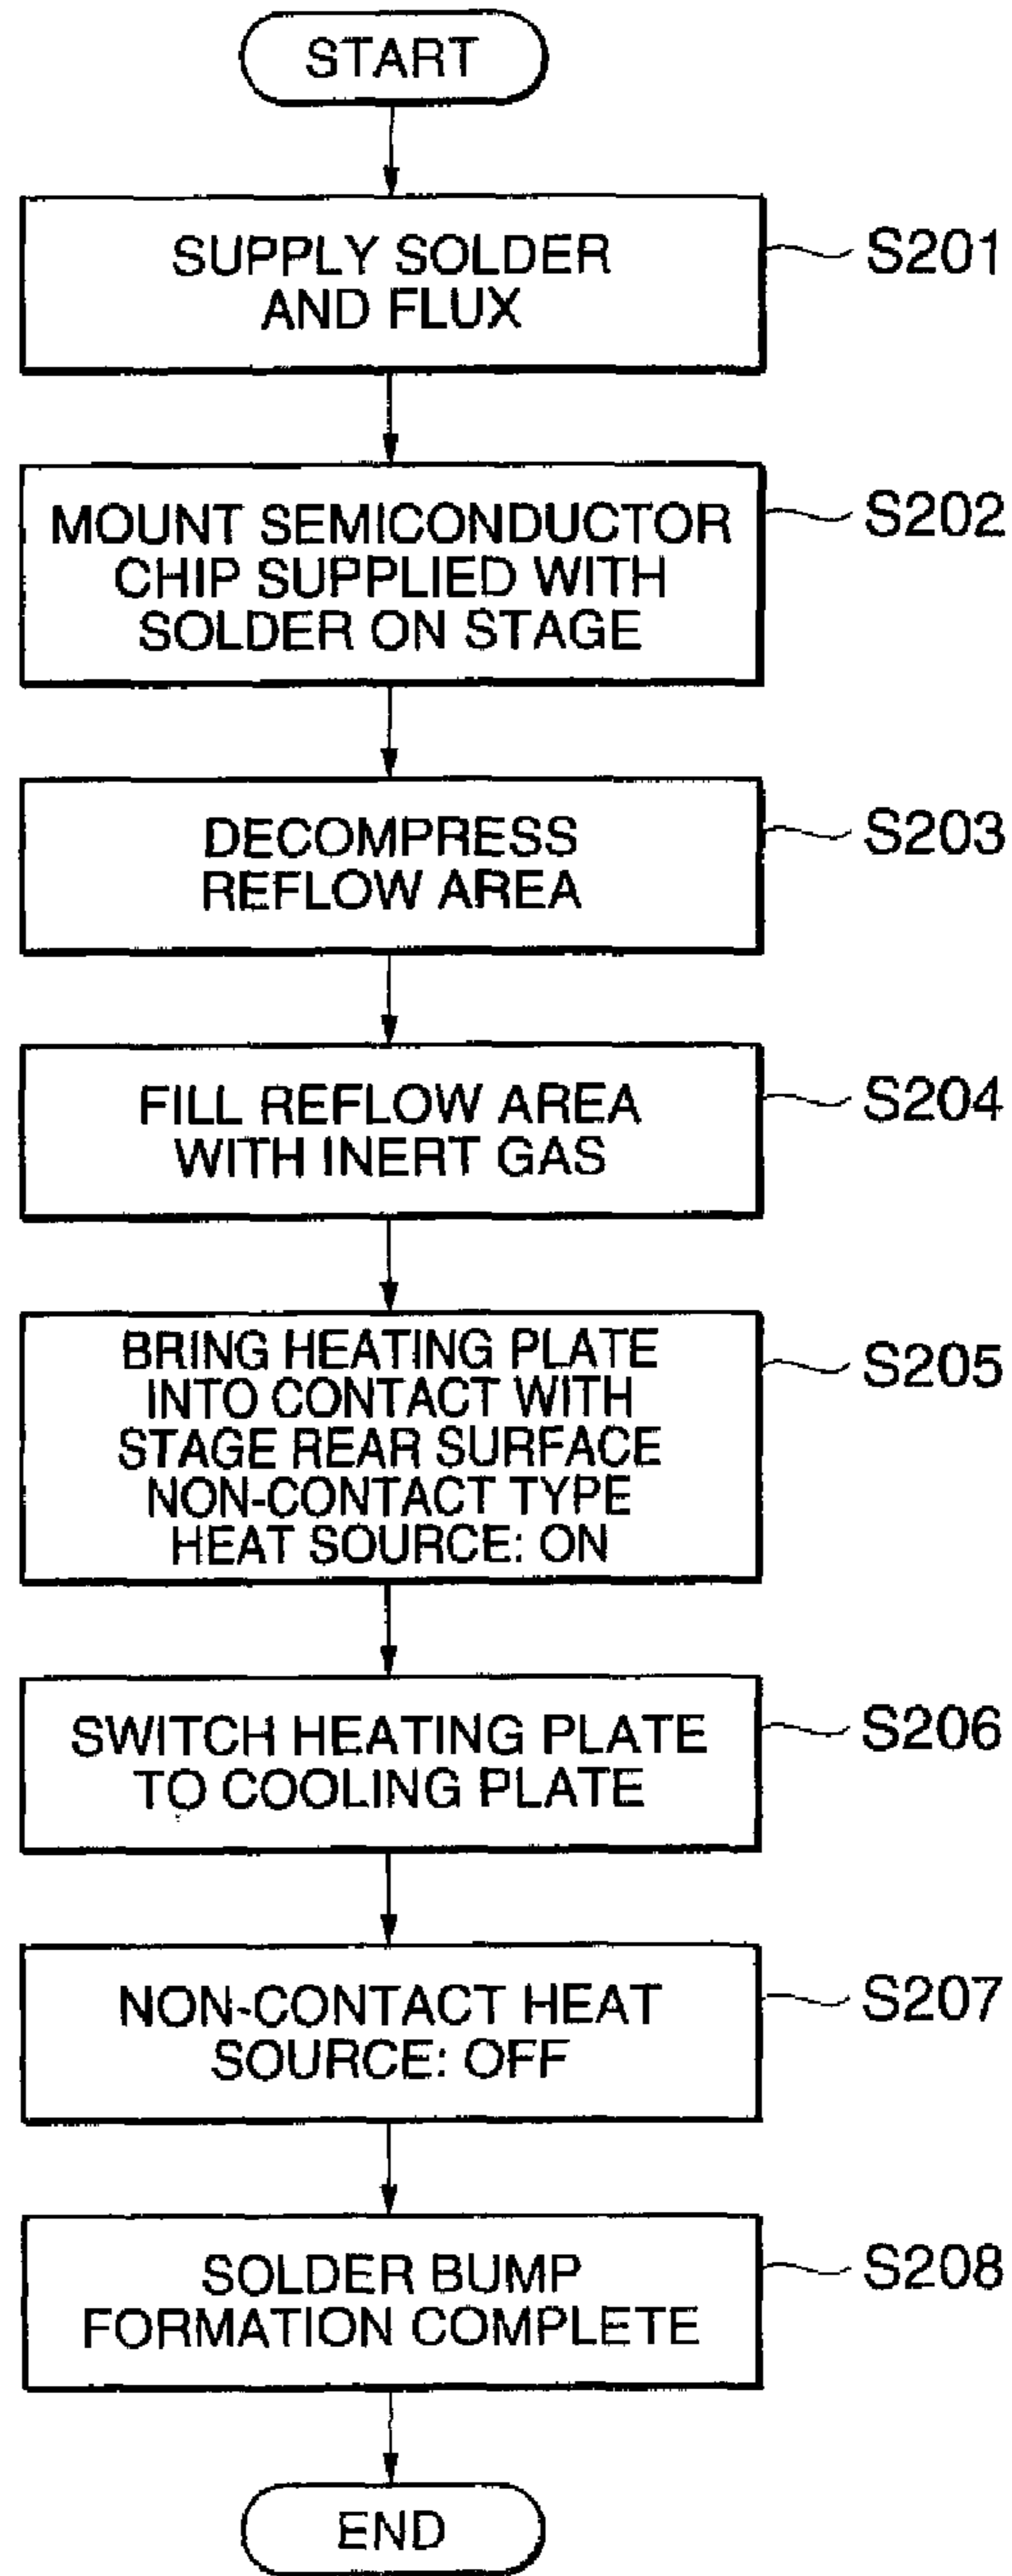 START
SUPPLY SOLDER
AND FLUX
S201
MOUNT SEMICONDUCTOR
CHIP SUPPLIED WITH
SOLDER ON STAGE
S202
DECOMPRESS
REFLOW AREA
S203
FILL REFLOW AREA
WITH INERT GAS
S204
BRING HEATING PLATE
INTO CONTACT WITH
STAGE REAR SURFACE
NON-CONTACT TYPE
HEAT SOURCE: ON
S205
SWITCH HEATING PLATE
TO COOLING PLATE
S206
NON-CONTACT HEAT
SOURCE: OFF
S207
SOLDER BUMP
FORMATION COMPLETE
S208
END